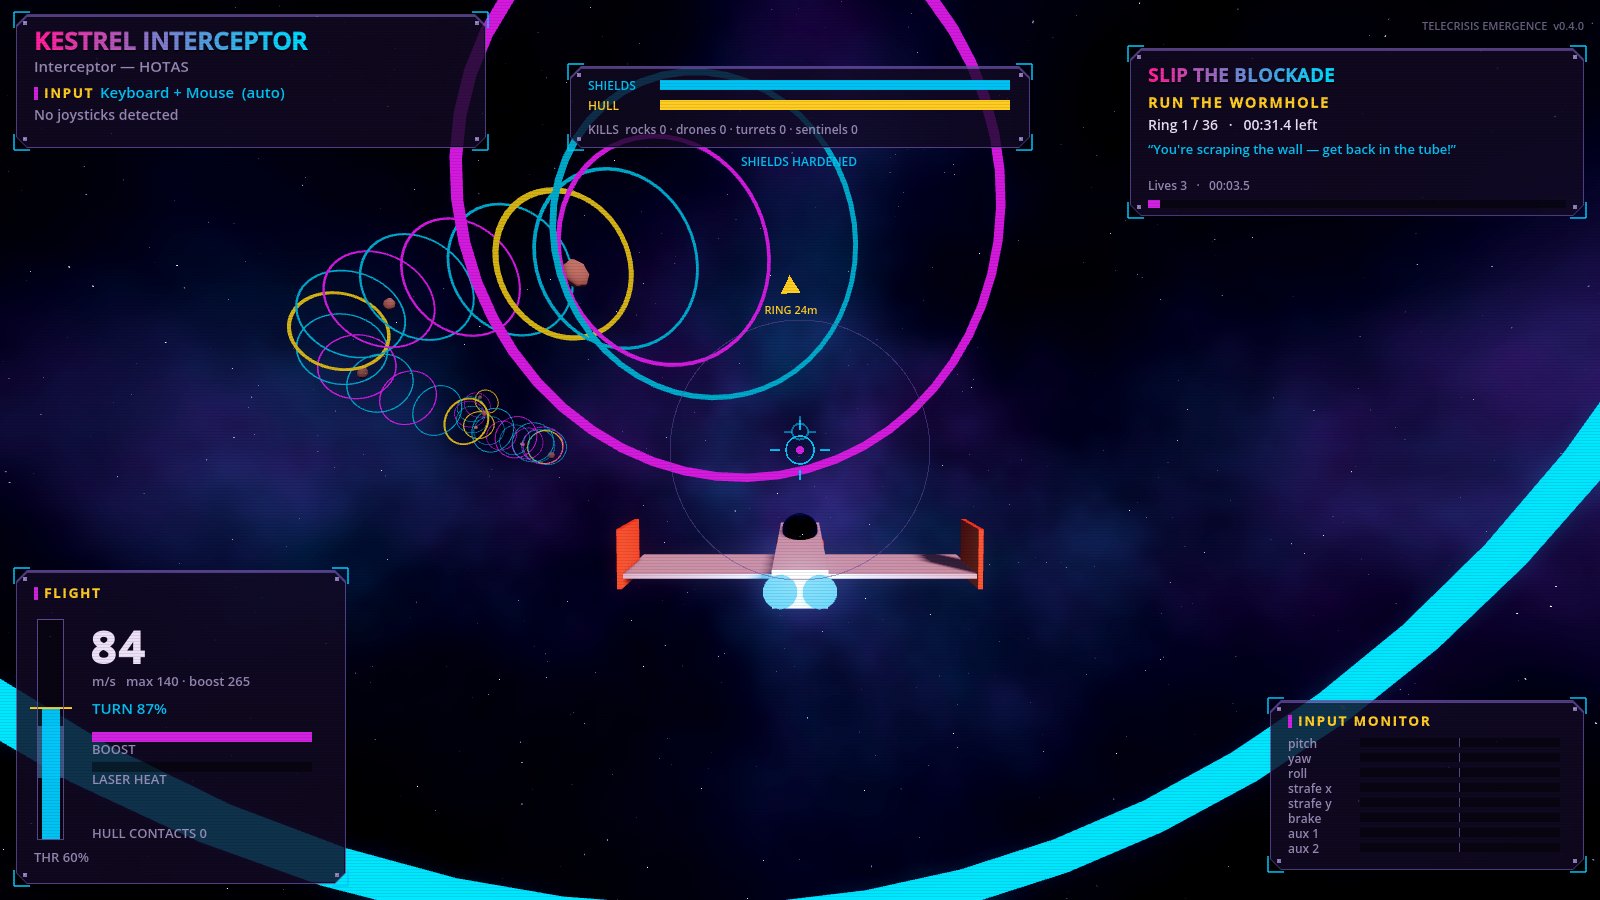 KESTREL INTERCEPTOR
Interceptor — HOTAS
INPUT Keyboard + Mouse (auto)
No joysticks detected
SHIELDS
HULL
KILLS rocks 0 · drones 0 · turrets 0 · sentinels 0
SHIELDS HARDENED
TELECRISIS EMERGENCE v0.4.0
SLIP THE BLOCKADE
RUN THE WORMHOLE
Ring 1 / 36 · 00:31.4 left
“You're scraping the wall — get back in the tube!”
Lives 3 · 00:03.5
RING 24m
FLIGHT
84
m/s max 140 · boost 265
TURN 87%
BOOST
LASER HEAT
HULL CONTACTS 0
THR 60%
INPUT MONITOR
pitch
yaw
roll
strafe x
strafe y
brake
aux 1
aux 2